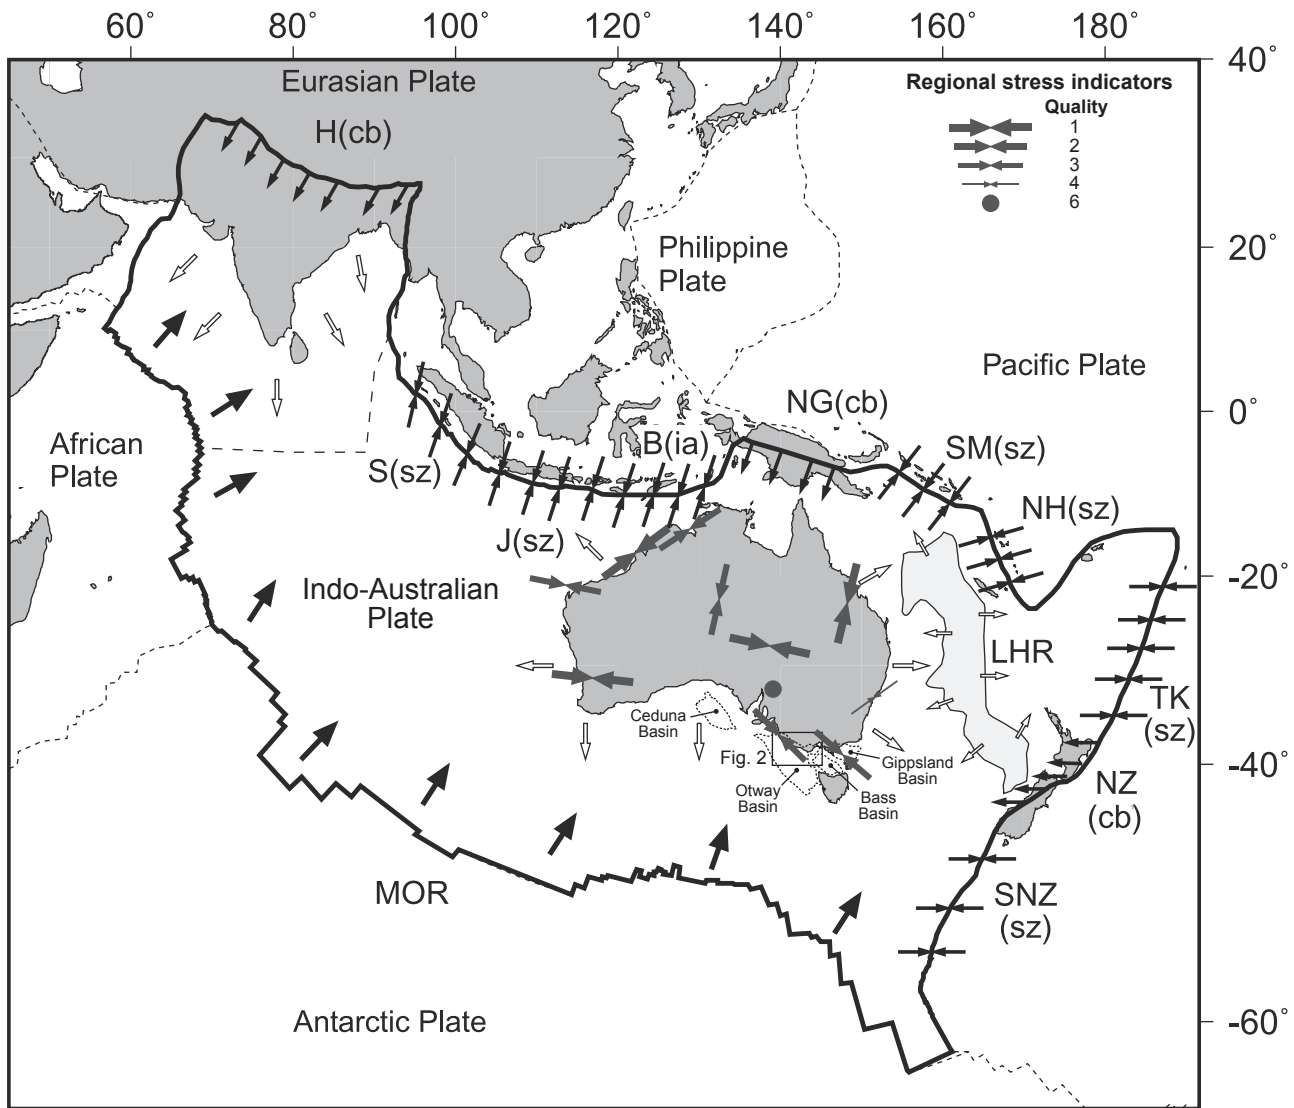 60° 80° 100° 120° 140° 160° 180°
40°
Eurasian Plate
H(cb)
Regional stress indicators
Quality
1
2
3
4
6
20°
Philippine
Plate
Pacific Plate
NG(cb)
0°
African
Plate
S(sz)
B(ia)
SM(sz)
NH(sz)
J(sz)
-20°
Indo-Australian
Plate
LHR
TK
(sz)
Ceduna
Basin
Fig. 2
Gippsland
Basin
Otway
Basin
Bass
Basin
-40°
NZ
(cb)
MOR
SNZ
(sz)
Antarctic Plate
-60°